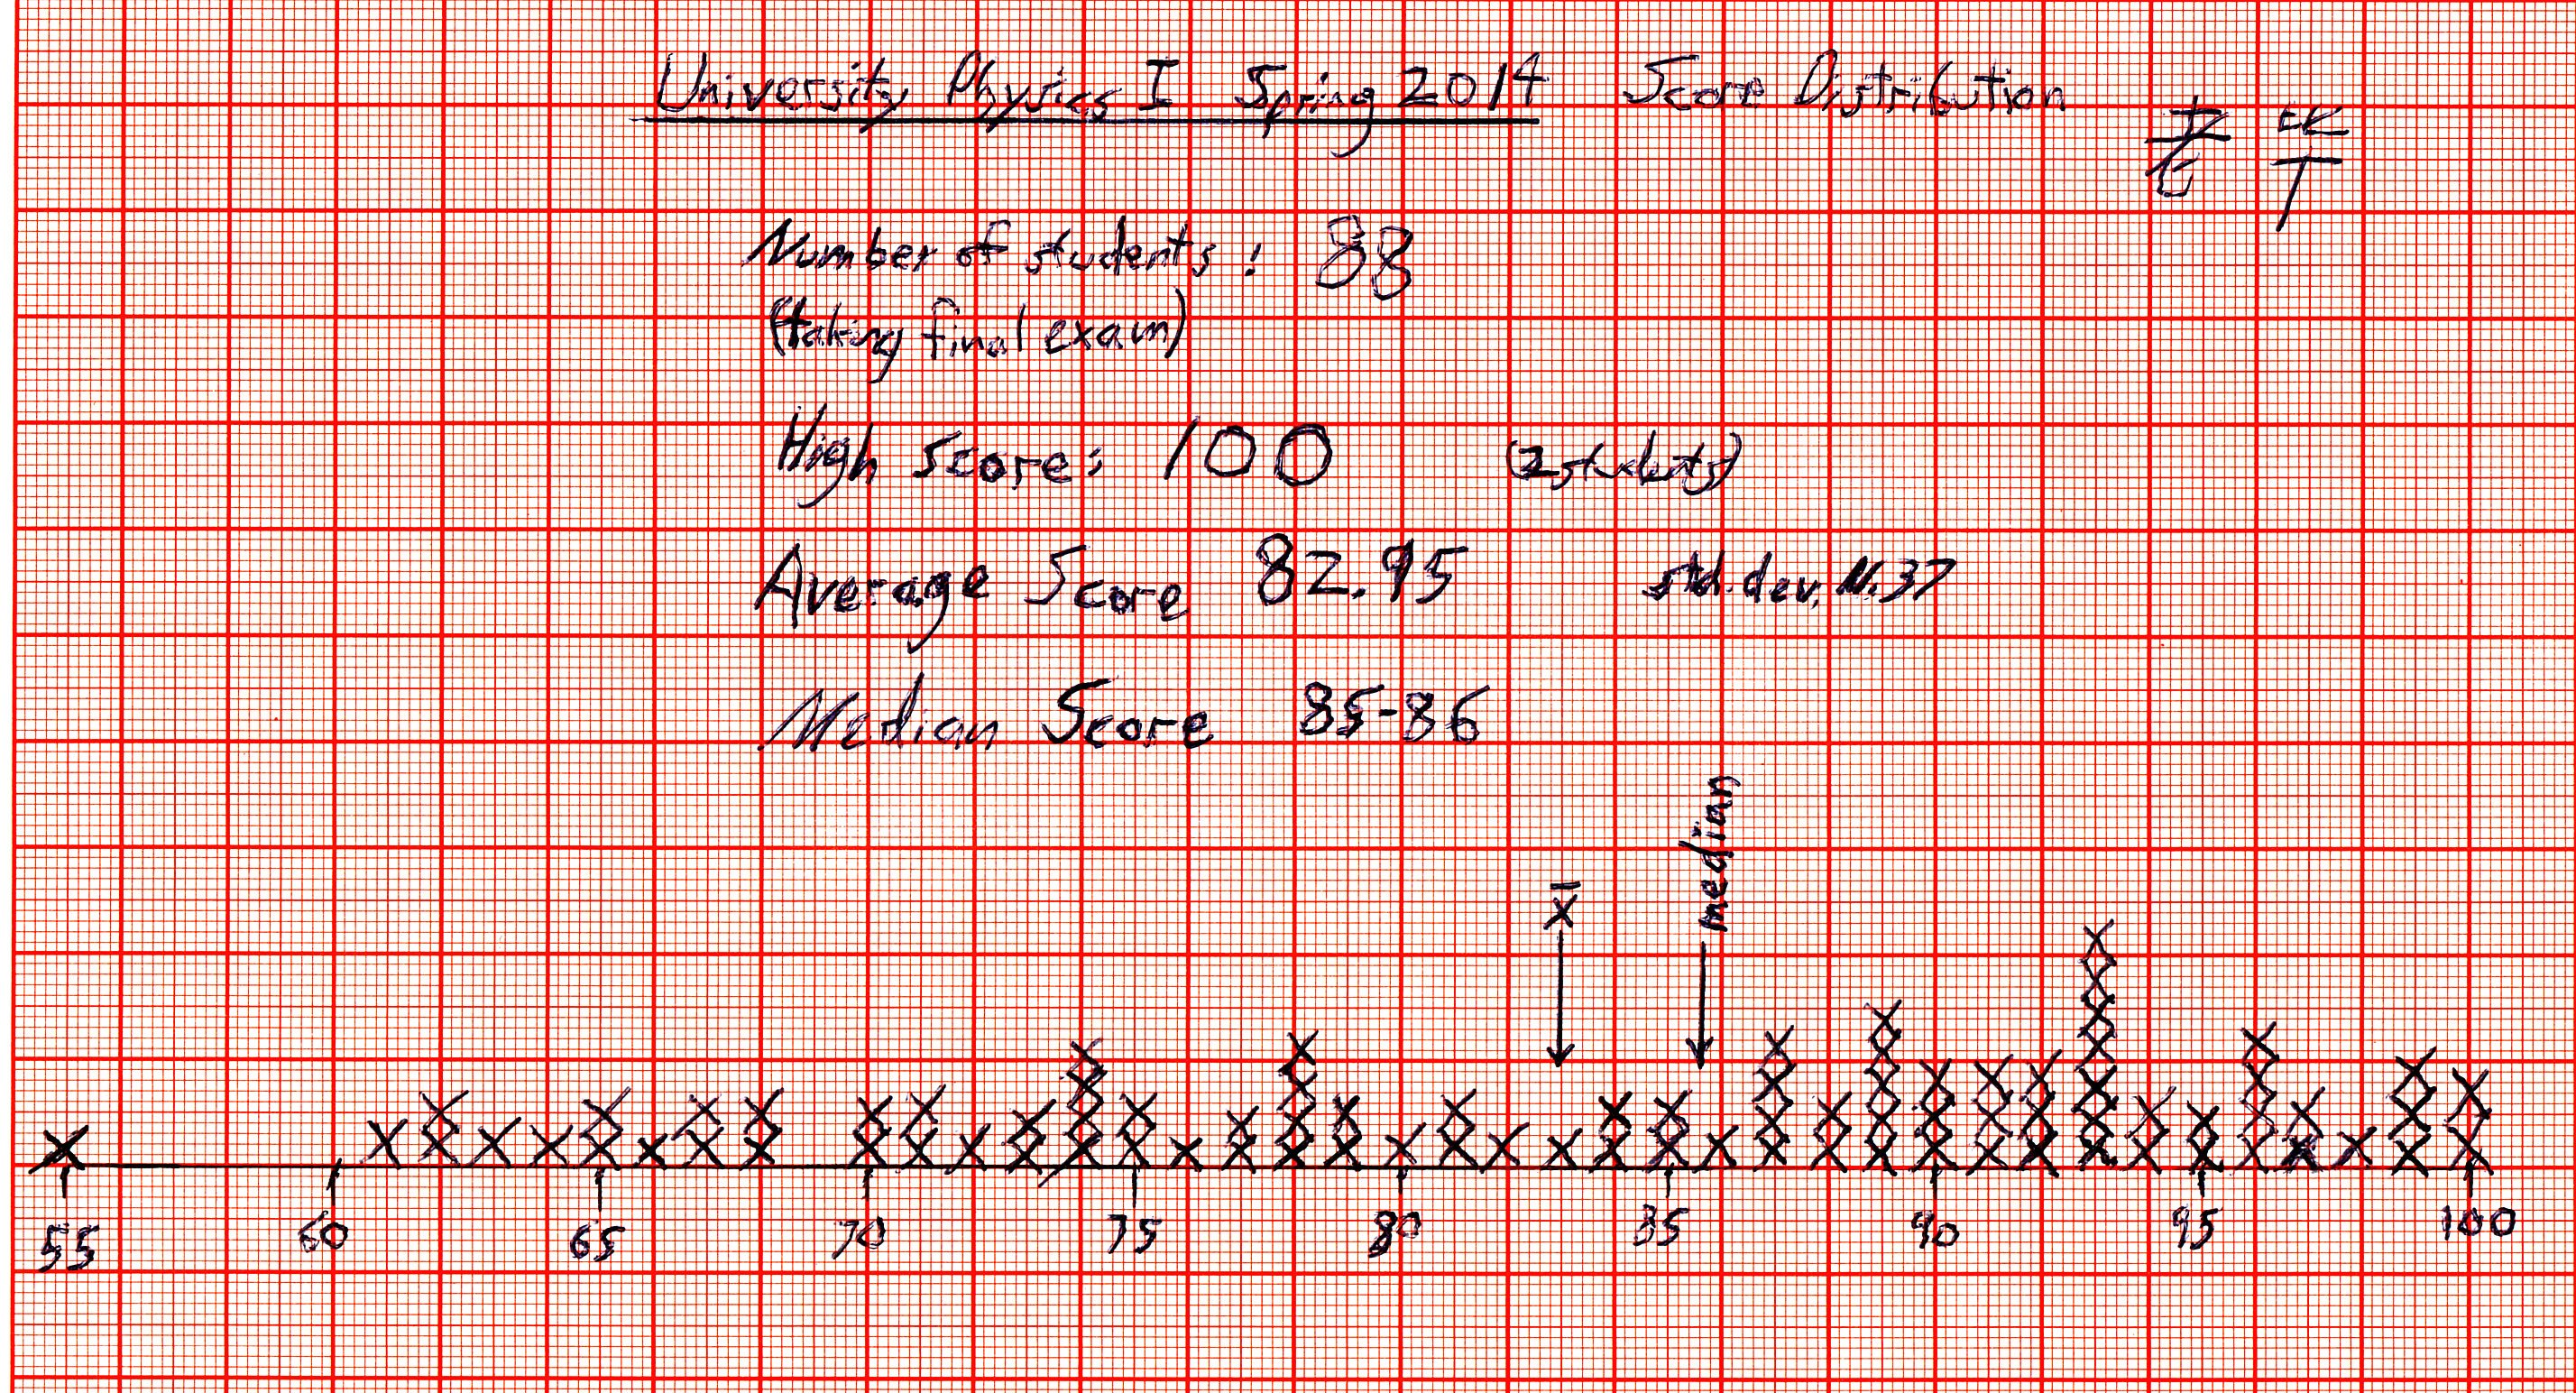 University Physics I Spring 2014 Score Distribution
Number of students: 88
(taking final exam)
High Score: 100 (2 students)
Average Score 82.95 std. dev. 11.37
Median Score 85-86
median
x̄
55 60 65 70 75 80 85 90 95 100